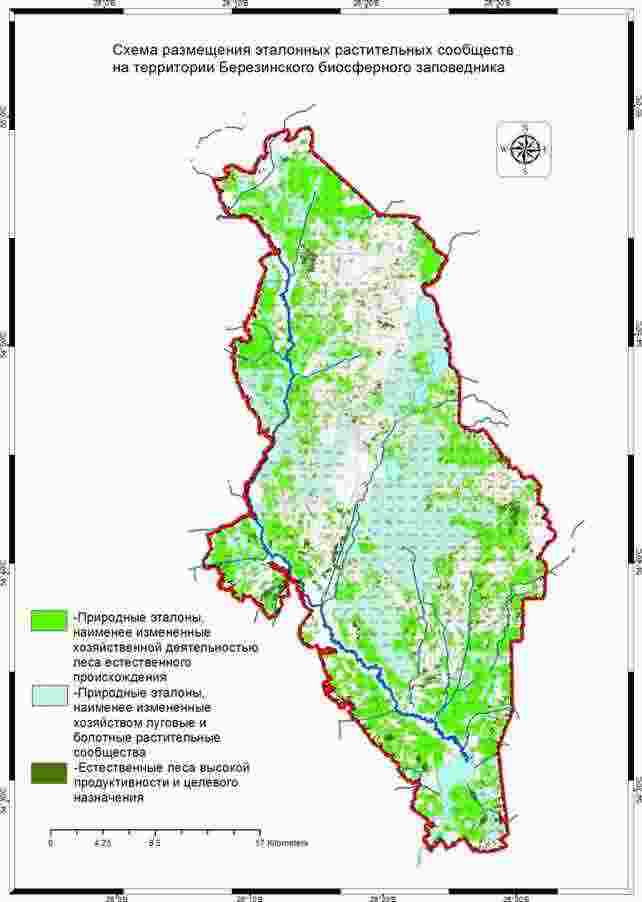 Схема размещения эталонных растительных сообществ
на территории Березинского биосферного заповедника
N
W E
S
-Природные эталоны,
наименее измененные
хозяйственной деятельностью
леса естественного
происхождения
-Природные эталоны,
наименее измененные
хозяйством луговые и
болотные растительные
сообщества
-Естественные леса высокой
продуктивности и целевого
назначения
0 4.25 8.5 17 Kilometers